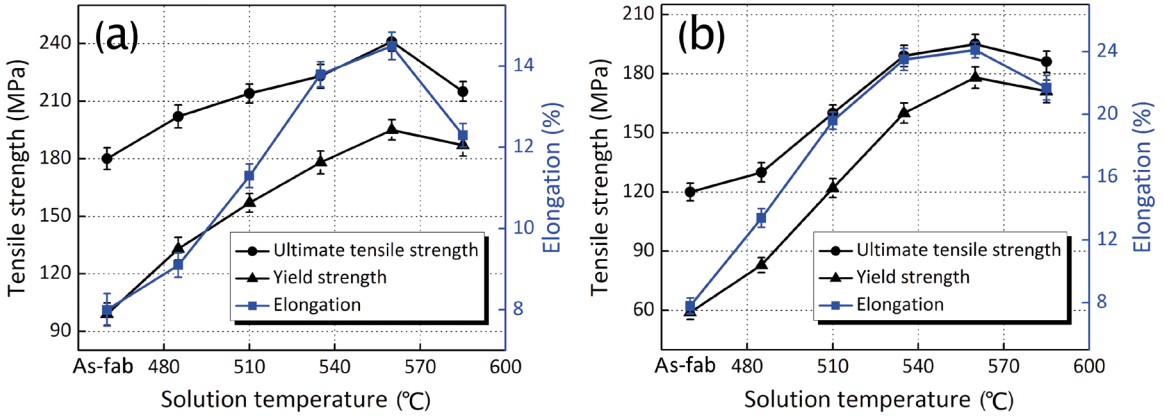 (a)
Tensile strength (MPa)
240
210
180
150
120
90
Elongation (%)
14
12
10
8
Ultimate tensile strength
Yield strength
Elongation
As-fab 480 510 540 570 600
Solution temperature (℃)
(b)
Tensile strength (MPa)
210
180
150
120
90
60
Elongation (%)
24
20
16
12
8
Ultimate tensile strength
Yield strength
Elongation
As-fab 480 510 540 570 600
Solution temperature (℃)